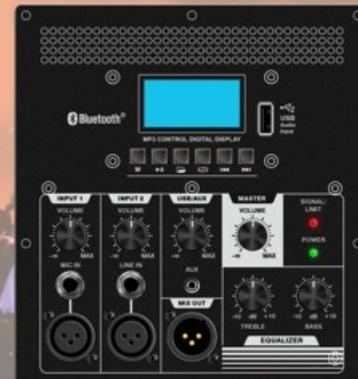 Bluetooth®
USB
Audio
Input
MP3 CONTROL DIGITAL DISPLAY
M
INPUT 1 INPUT 2 USB/AUX MASTER
SIGNAL/
LIMIT
VOLUME VOLUME VOLUME VOLUME
POWER
-∞ MAX -∞ MAX -∞ MAX -∞ MAX
MIC IN LINE IN AUX
MIX OUT
-10 dB +10 -10 dB +10
TREBLE BASS
EQUALIZER